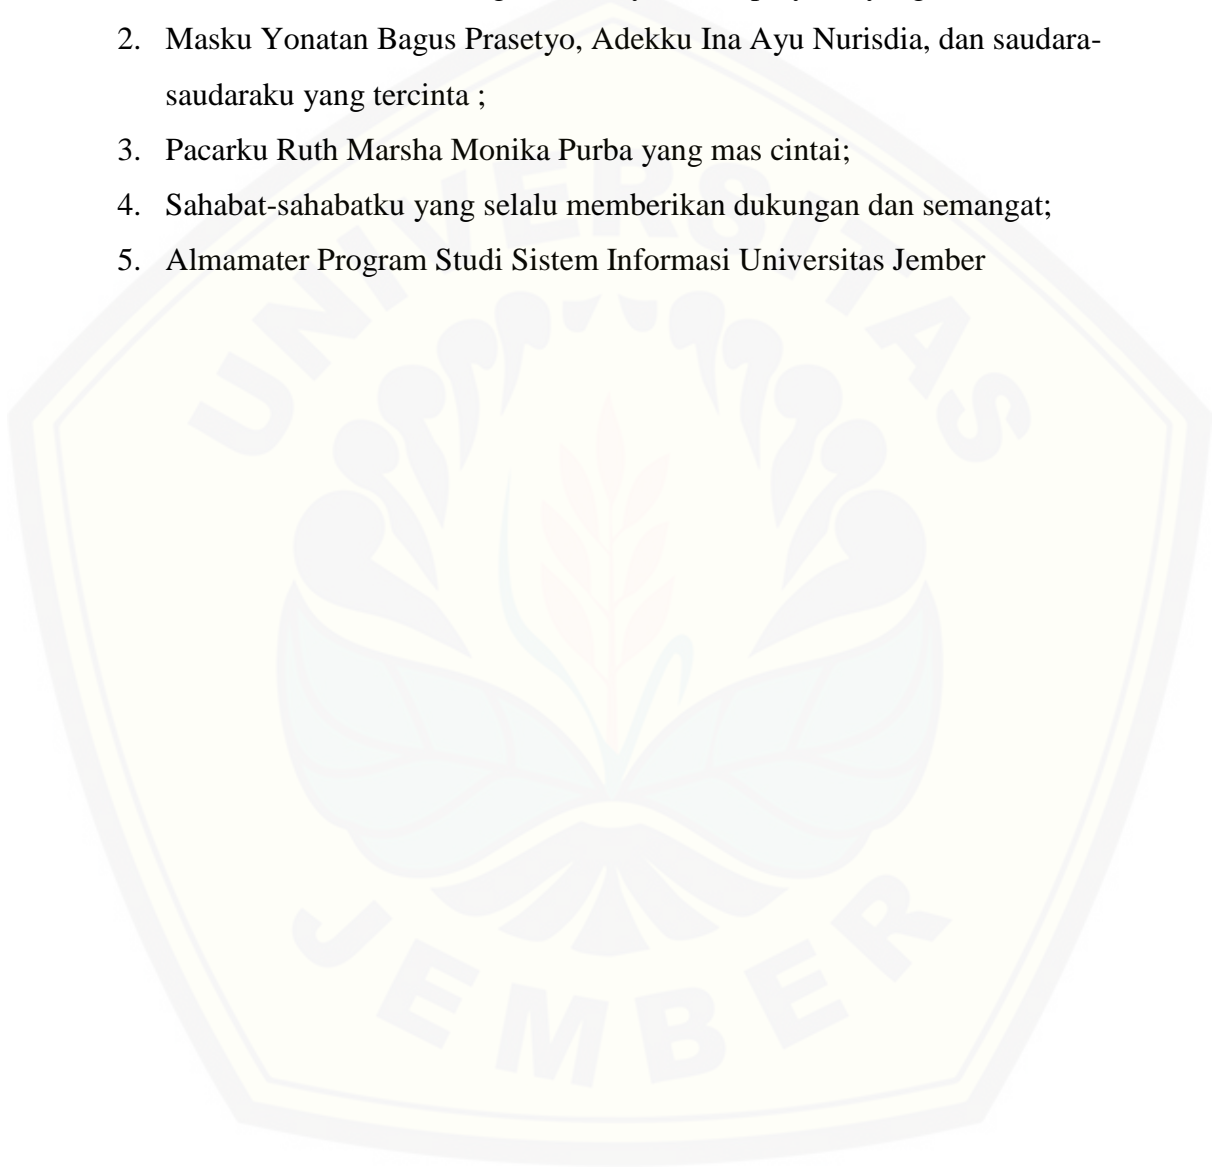 2. Masku Yonatan Bagus Prasetyo, Adekku Ina Ayu Nurisdia, dan saudara-
saudaraku yang tercinta ;
3. Pacarku Ruth Marsha Monika Purba yang mas cintai;
4. Sahabat-sahabatku yang selalu memberikan dukungan dan semangat;
5. Almamater Program Studi Sistem Informasi Universitas Jember
UNIVERSITAS
JEMBER